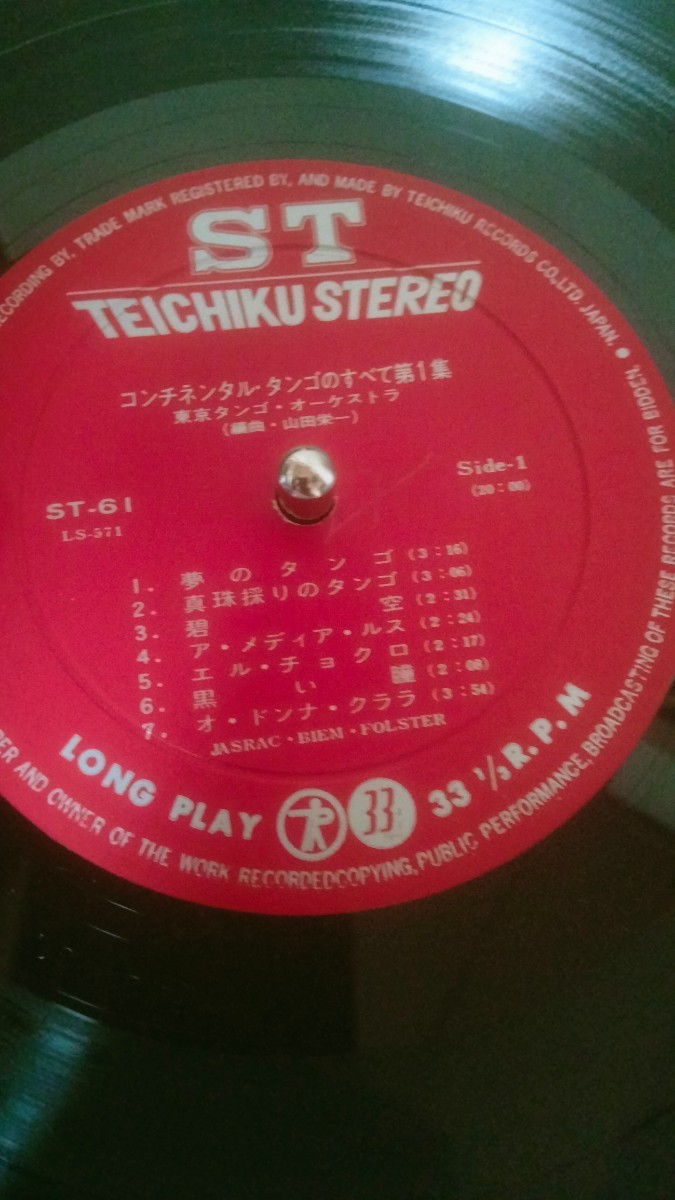 RECORDING BY, TRADE MARK REGISTERED BY, AND MADE BY TEICHIKU RECORDS CO., LTD. JAPAN. ●
ST
TEICHIKU STEREO
コンチネンタル・タンゴのすべて第1集
東京タンゴ・オーケストラ
(編曲・山田栄一)
Side-1
(20:00)
ST-61
LS-571
1. 夢のタンゴ (3:16)
2. 真珠採りのタンゴ (3:06)
3. 碧空 (2:31)
4. ア・メディア・ルス (2:24)
5. エル・チョクロ (2:17)
6. 黒い瞳 (2:08)
7. オ・ドンナ・クララ (3:54)
JASRAC・BIEM・FOLSTER
LONG PLAY 33 33 1/3 R.P.M
AND OWNER OF THE WORK RECORDEDCOPYING, PUBLIC PERFORMANCE, BROADCASTING OF THESE RECORDS ARE FOR BIDDEN.